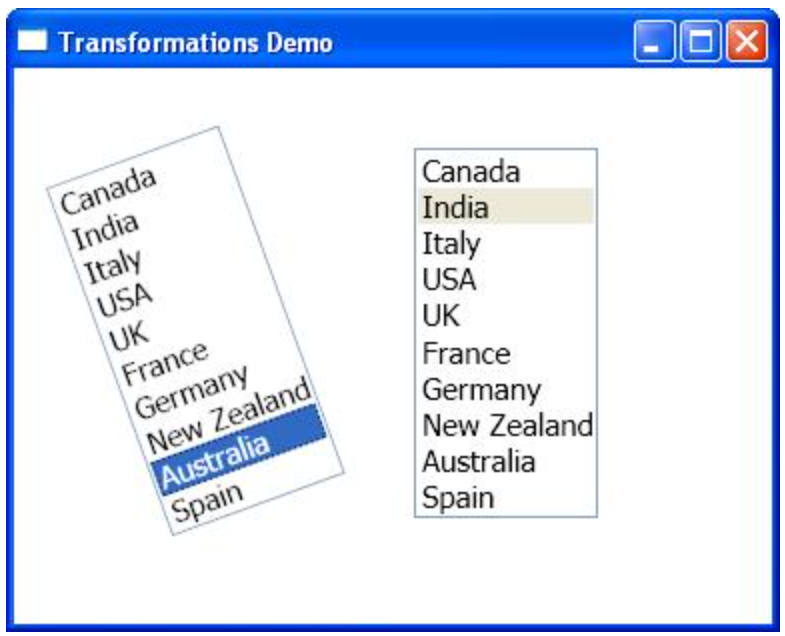 Transformations Demo
Canada
India
Italy
USA
UK
France
Germany
New Zealand
Australia
Spain
Canada
India
Italy
USA
UK
France
Germany
New Zealand
Australia
Spain